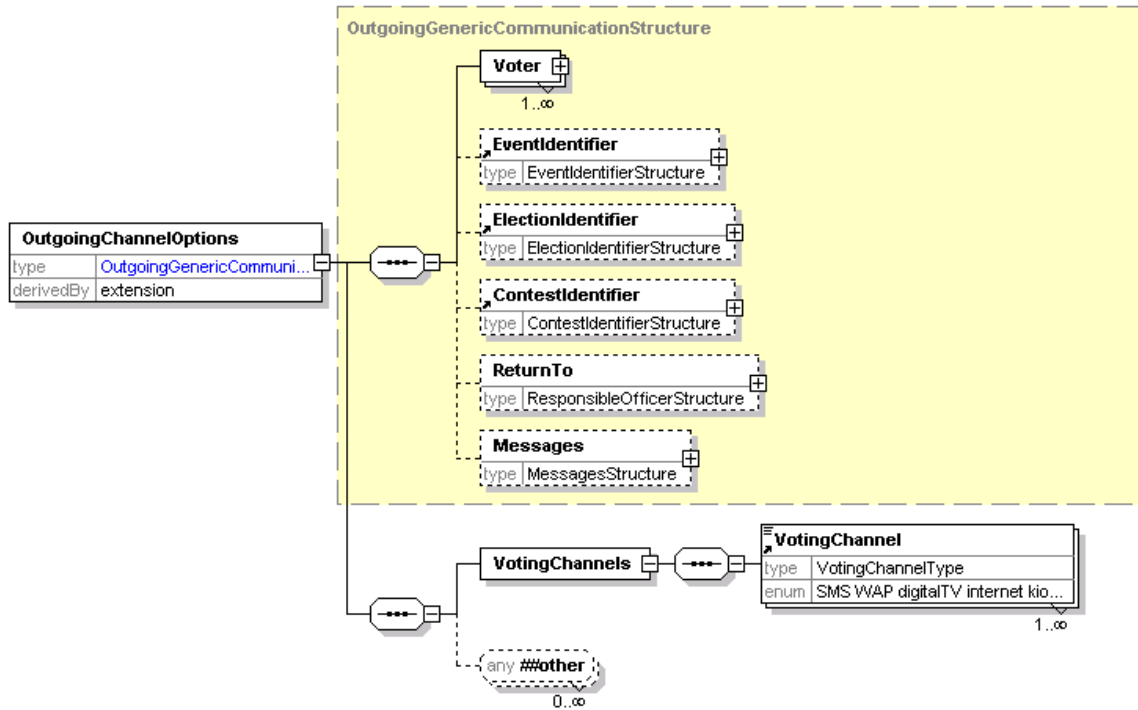 OutgoingGenericCommunicationStructure
Voter
1..∞
EventIdentifier
type EventIdentifierStructure
ElectionIdentifier
type ElectionIdentifierStructure
OutgoingChannelOptions
type OutgoingGenericCommuni...
derivedBy extension
ContestIdentifier
type ContestIdentifierStructure
ReturnTo
type ResponsibleOfficerStructure
Messages
type MessagesStructure
VotingChannels
VotingChannel
type VotingChannelType
enum SMS WAP digitalTV internet kio...
1..∞
any ##other
0..∞